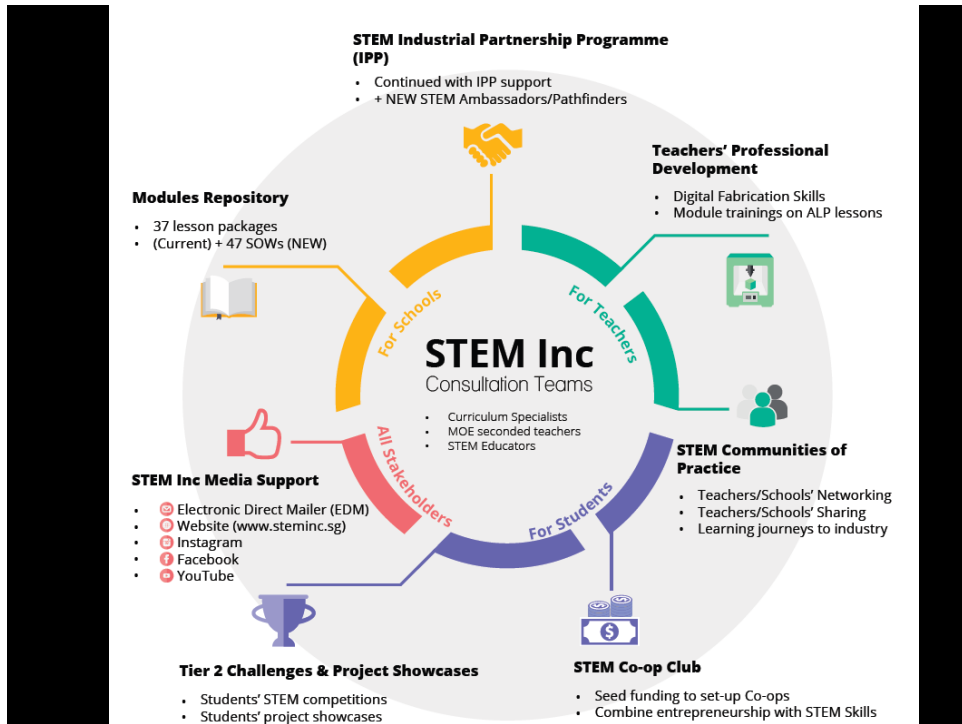 STEM Industrial Partnership Programme
(IPP)
• Continued with IPP support
• + NEW STEM Ambassadors/Pathfinders
Teachers’ Professional
Development
• Digital Fabrication Skills
• Module trainings on ALP lessons
Modules Repository
• 37 lesson packages
• (Current) + 47 SOWs (NEW)
For Schools
For Teachers
STEM Inc
Consultation Teams
• Curriculum Specialists
• MOE seconded teachers
• STEM Educators
All Stakeholders
For Students
STEM Communities of
Practice
• Teachers/Schools’ Networking
• Teachers/Schools’ Sharing
• Learning journeys to industry
STEM Inc Media Support
• Electronic Direct Mailer (EDM)
• Website (www.steminc.sg)
• Instagram
• Facebook
• YouTube
Tier 2 Challenges & Project Showcases
• Students’ STEM competitions
• Students’ project showcases
$
STEM Co-op Club
• Seed funding to set-up Co-ops
• Combine entrepreneurship with STEM Skills